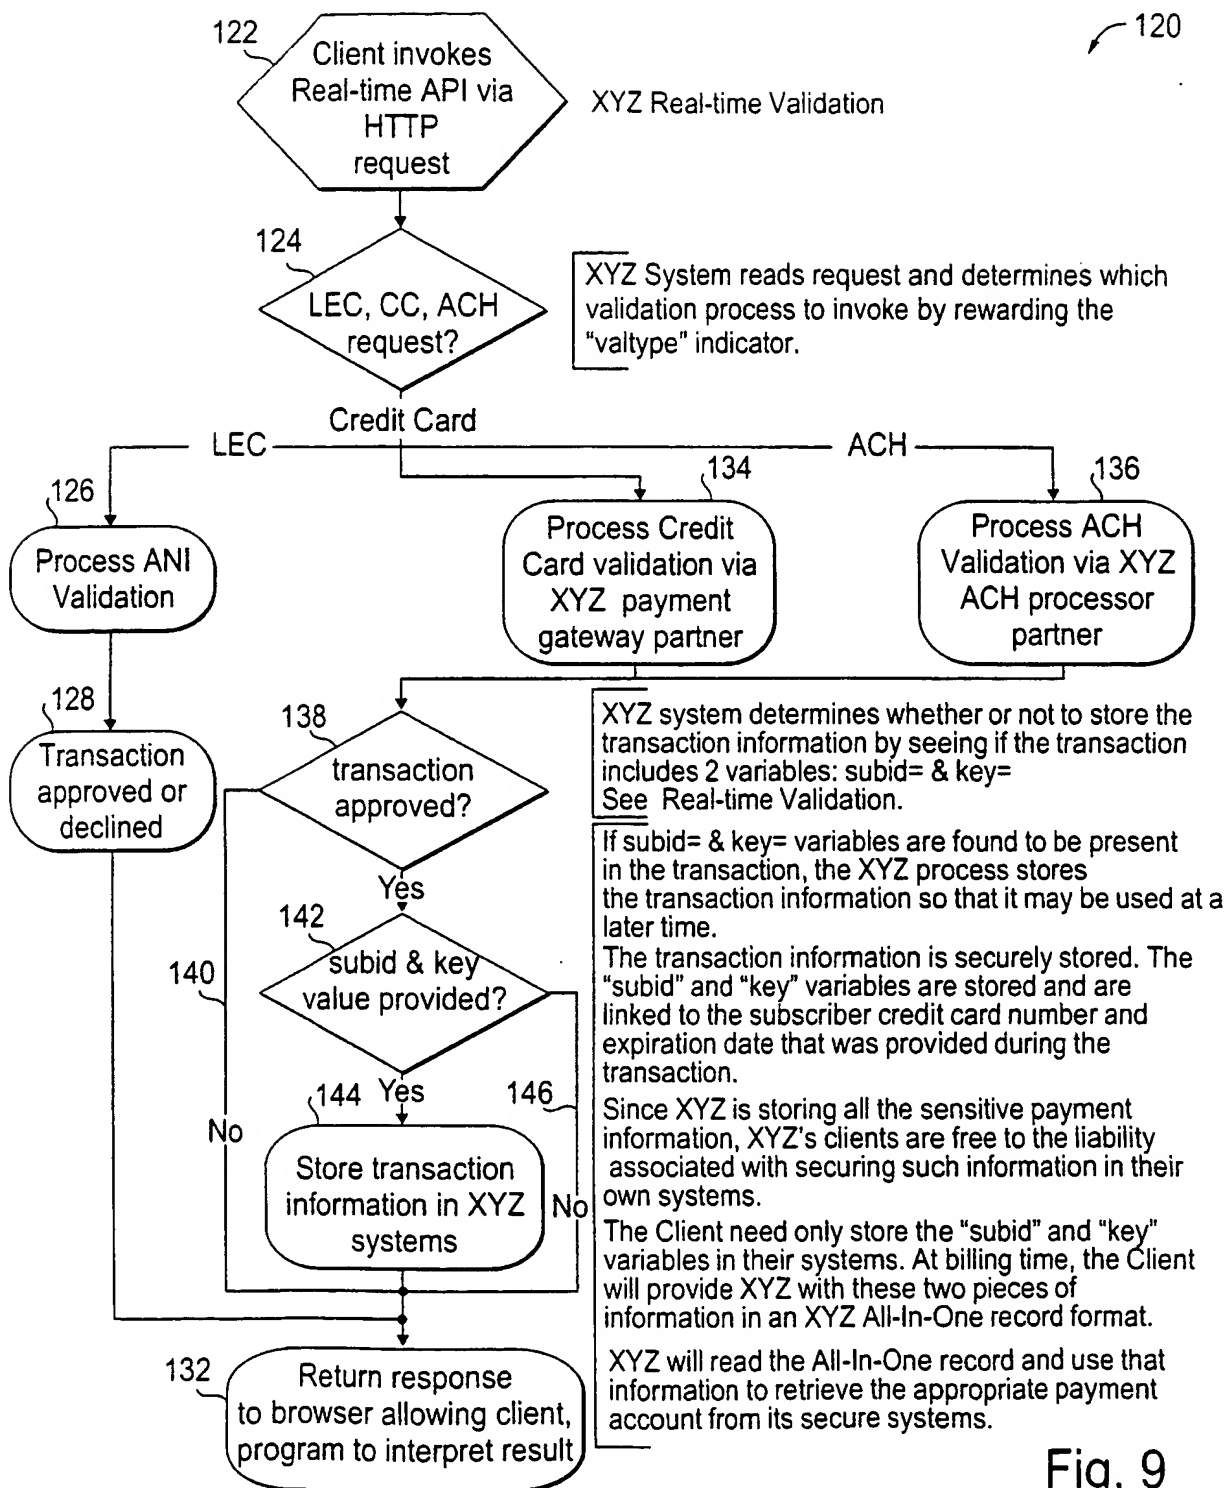 120
122
Client invokes
Real-time API via
HTTP
request
XYZ Real-time Validation
124
LEC, CC, ACH
request?
XYZ System reads request and determines which
validation process to invoke by rewarding the
“valtype” indicator.
Credit Card
LEC
ACH
126
Process ANI
Validation
134
Process Credit
Card validation via
XYZ payment
gateway partner
136
Process ACH
Validation via XYZ
ACH processor
partner
128
Transaction
approved or
declined
138
transaction
approved?
XYZ system determines whether or not to store the
transaction information by seeing if the transaction
includes 2 variables: subid= & key=
See Real-time Validation.
Yes
142
subid & key
value provided?
140
If subid= & key= variables are found to be present
in the transaction, the XYZ process stores
the transaction information so that it may be used at a
later time.
The transaction information is securely stored. The
“subid” and “key” variables are stored and are
linked to the subscriber credit card number and
expiration date that was provided during the
transaction.
Yes
144
146
No
Store transaction
information in XYZ
systems
No
Since XYZ is storing all the sensitive payment
information, XYZ’s clients are free to the liability
associated with securing such information in their
own systems.
The Client need only store the “subid” and “key”
variables in their systems. At billing time, the Client
will provide XYZ with these two pieces of
information in an XYZ All-In-One record format.
132
Return response
to browser allowing client,
program to interpret result
XYZ will read the All-In-One record and use that
information to retrieve the appropriate payment
account from its secure systems.
Fig. 9